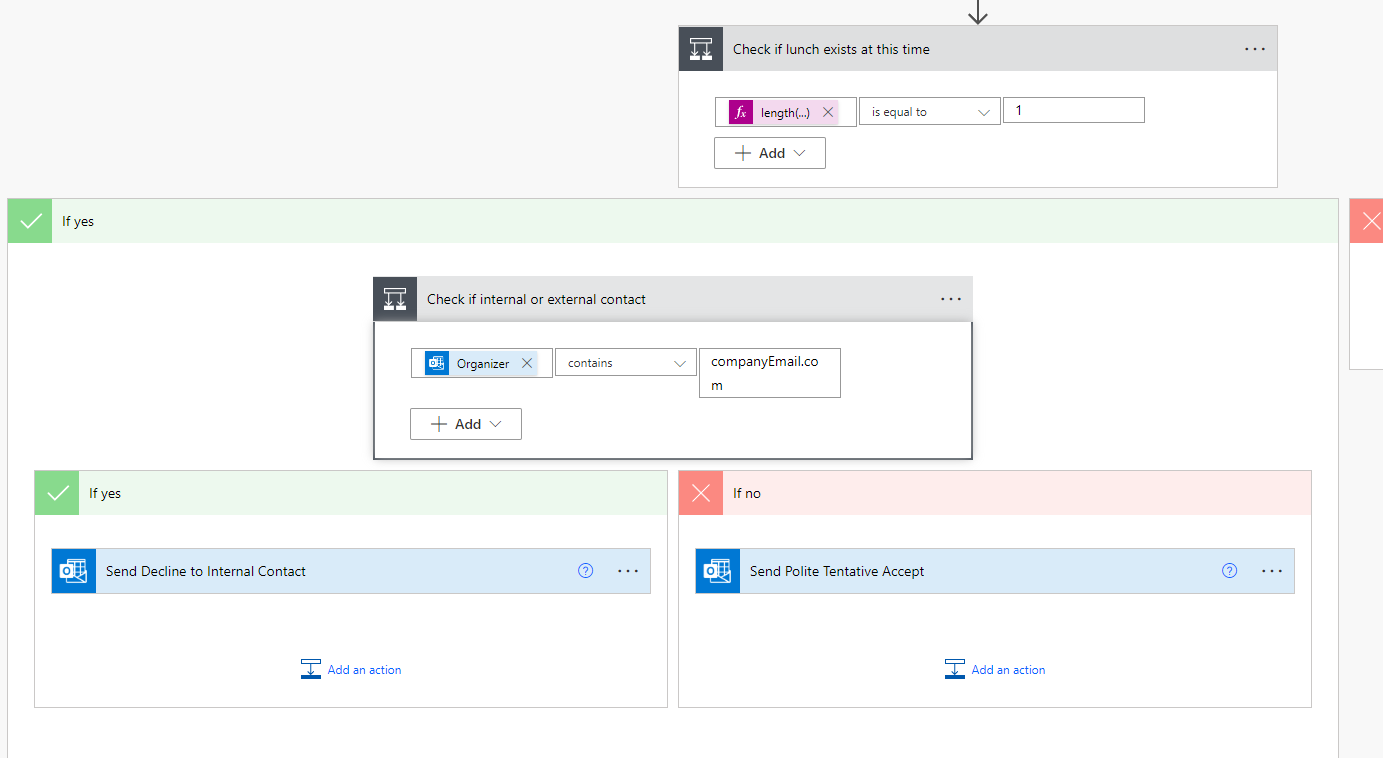 Check if lunch exists at this time
fx length(...) is equal to 1
Add
If yes
Check if internal or external contact
Organizer contains companyEmail.co
m
Add
If yes
If no
Send Decline to Internal Contact
Send Polite Tentative Accept
Add an action
Add an action